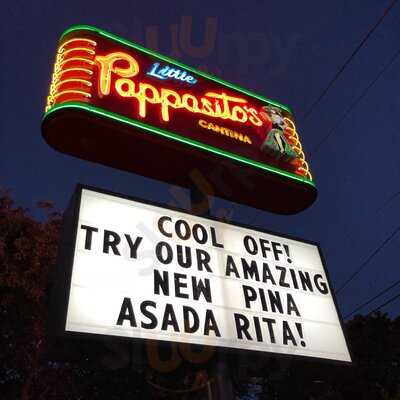 Little
Pappasito's
CANTINA
COOL OFF!
TRY OUR AMAZING
NEW PINA
ASADA RITA!